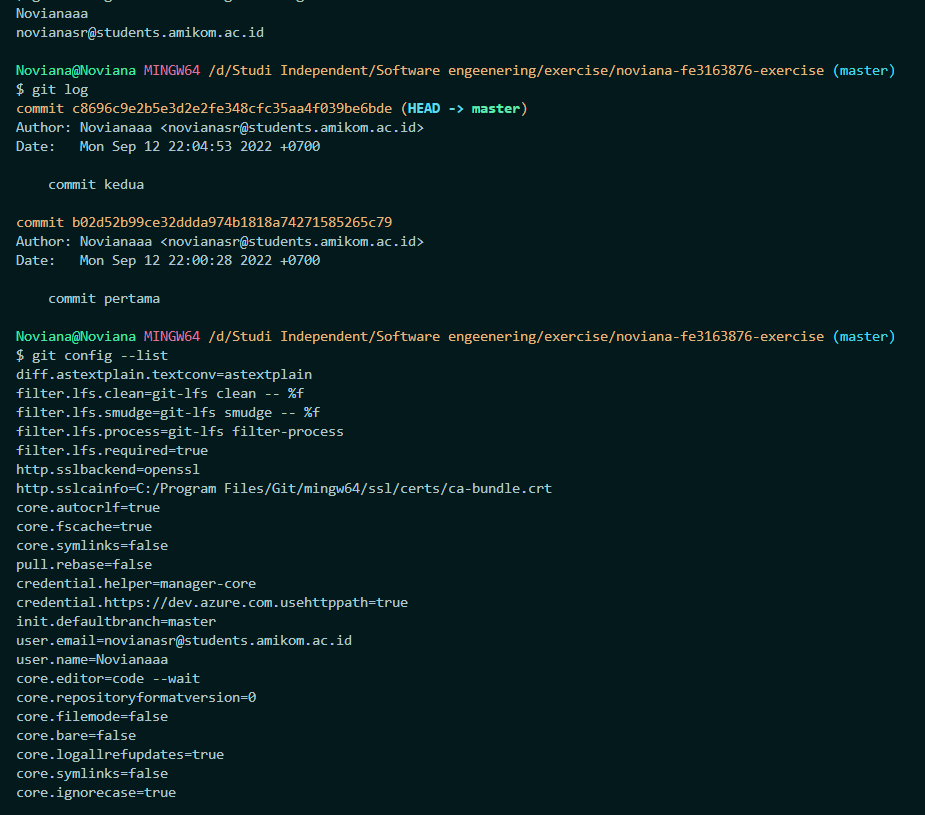 Novianaaa
novianasr@students.amikom.ac.id
Noviana@Noviana MINGW64 /d/Studi Independent/Software engeenering/exercise/noviana-fe3163876-exercise (master)
$ git log
commit c8696c9e2b5e3d2e2fe348cfc35aa4f039be6bde (HEAD -> master)
Author: Novianaaa <novianasr@students.amikom.ac.id>
Date:   Mon Sep 12 22:04:53 2022 +0700
    commit kedua
commit b02d52b99ce32ddda974b1818a74271585265c79
Author: Novianaaa <novianasr@students.amikom.ac.id>
Date:   Mon Sep 12 22:00:28 2022 +0700
    commit pertama
Noviana@Noviana MINGW64 /d/Studi Independent/Software engeenering/exercise/noviana-fe3163876-exercise (master)
$ git config --list
diff.astextplain.textconv=astextplain
filter.lfs.clean=git-lfs clean -- %f
filter.lfs.smudge=git-lfs smudge -- %f
filter.lfs.process=git-lfs filter-process
filter.lfs.required=true
http.sslbackend=openssl
http.sslcainfo=C:/Program Files/Git/mingw64/ssl/certs/ca-bundle.crt
core.autocrlf=true
core.fscache=true
core.symlinks=false
pull.rebase=false
credential.helper=manager-core
credential.https://dev.azure.com.usehttppath=true
init.defaultbranch=master
user.email=novianasr@students.amikom.ac.id
user.name=Novianaaa
core.editor=code --wait
core.repositoryformatversion=0
core.filemode=false
core.bare=false
core.logallrefupdates=true
core.symlinks=false
core.ignorecase=true